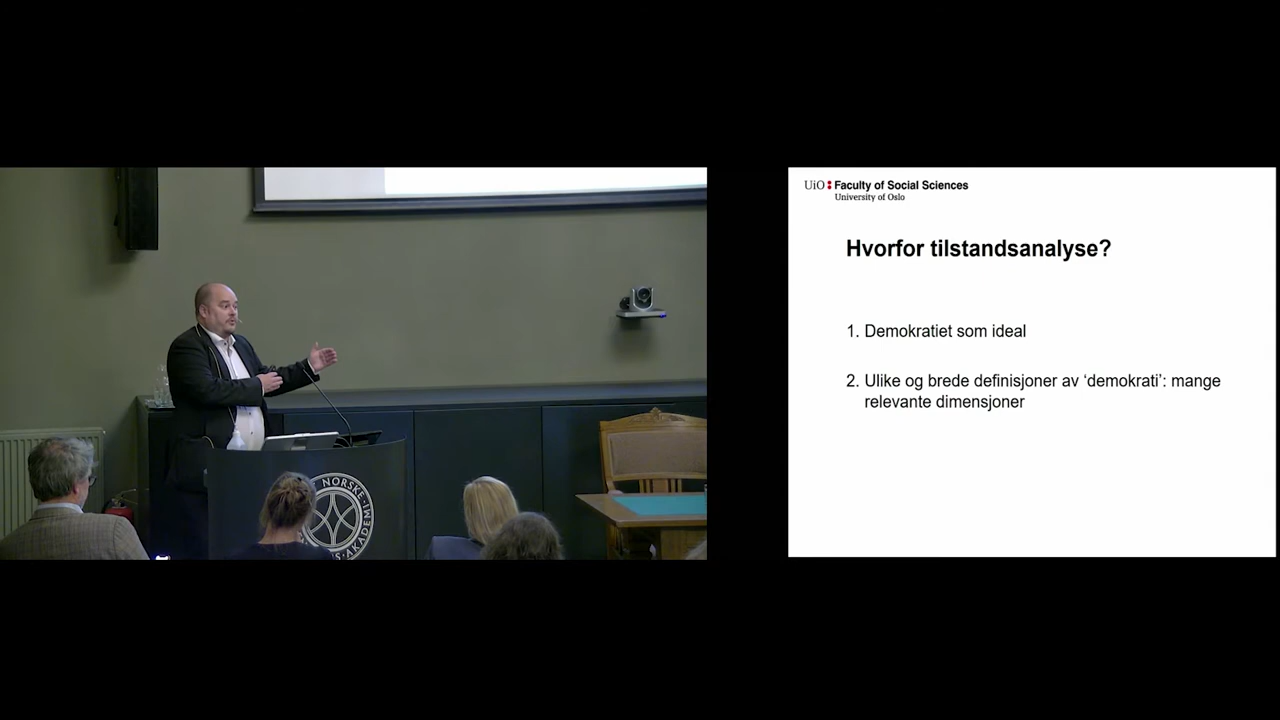 NORSKE
AKADEMI
UiO Faculty of Social Sciences
University of Oslo
Hvorfor tilstandsanalyse?
1. Demokratiet som ideal
2. Ulike og brede definisjoner av ‘demokrati’: mange
relevante dimensjoner